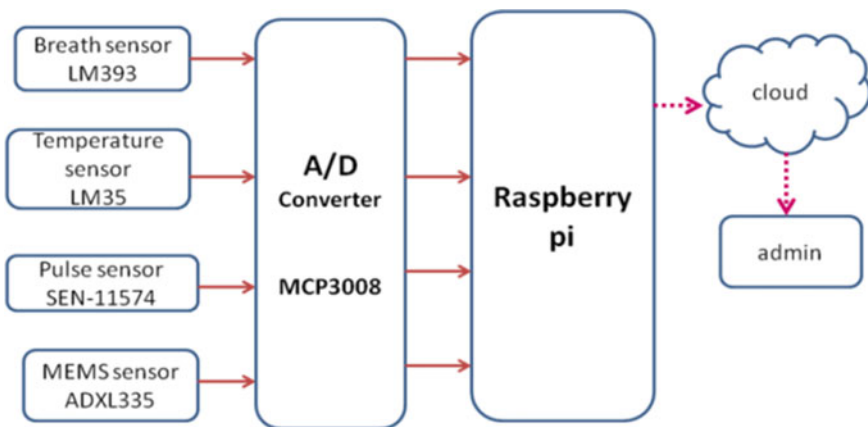 Breath sensor
LM393
Temperature
sensor
LM35
Pulse sensor
SEN-11574
MEMS sensor
ADXL335
A/D
Converter
MCP3008
Raspberry
pi
cloud
admin